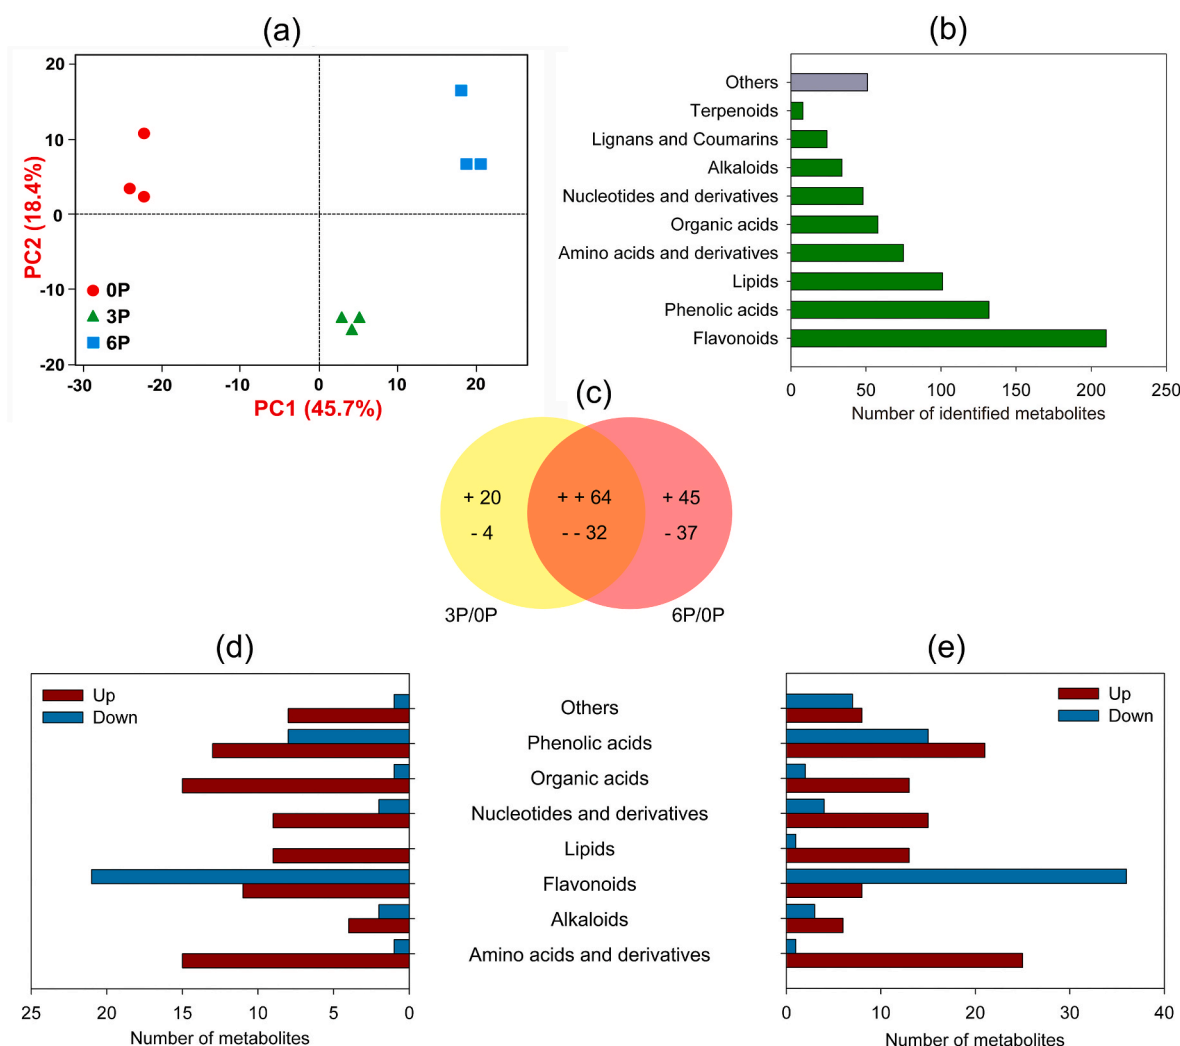 (a)
20
10
0
-10
-20
PC2 (18.4%)
0P
3P
6P
-30
-20
-10
0
10
20
PC1 (45.7%)
(b)
Others
Terpenoids
Lignans and Coumarins
Alkaloids
Nucleotides and derivatives
Organic acids
Amino acids and derivatives
Lipids
Phenolic acids
Flavonoids
0
50
100
150
200
250
Number of identified metabolites
(c)
+ 20
+ + 64
+ 45
- 4
- - 32
- 37
3P/0P
6P/0P
(d)
Up
Down
25
20
15
10
5
0
Number of metabolites
Others
Phenolic acids
Organic acids
Nucleotides and derivatives
Lipids
Flavonoids
Alkaloids
Amino acids and derivatives
(e)
Up
Down
0
10
20
30
40
Number of metabolites